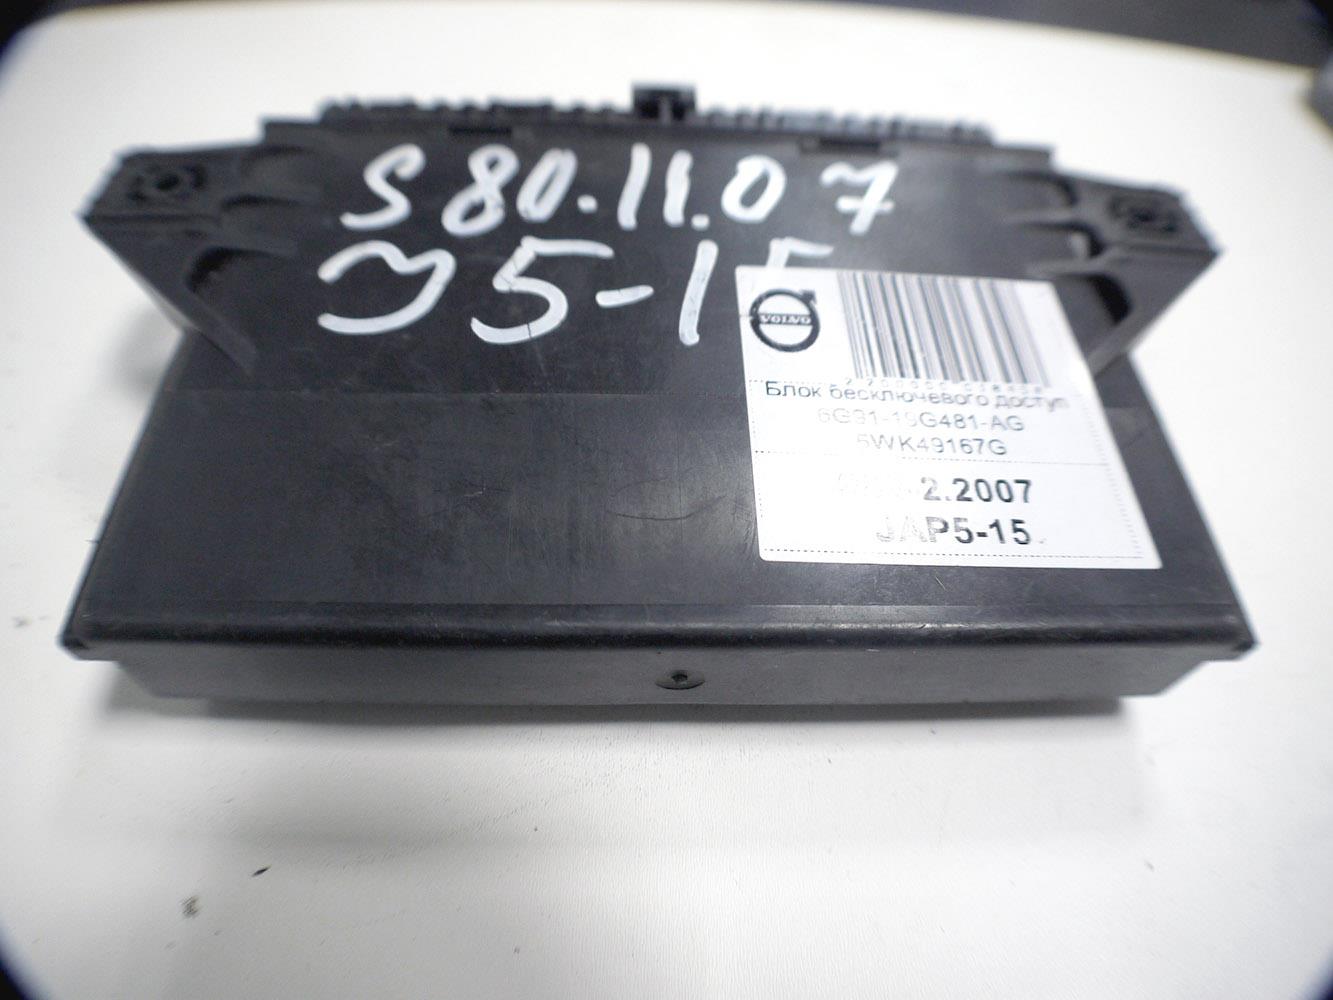 S80.11.07
J5-15
VOLVO
Блок бесключевого доступ
6G91-19G481-AG
5WK49167G
2.2007
JAP5-15